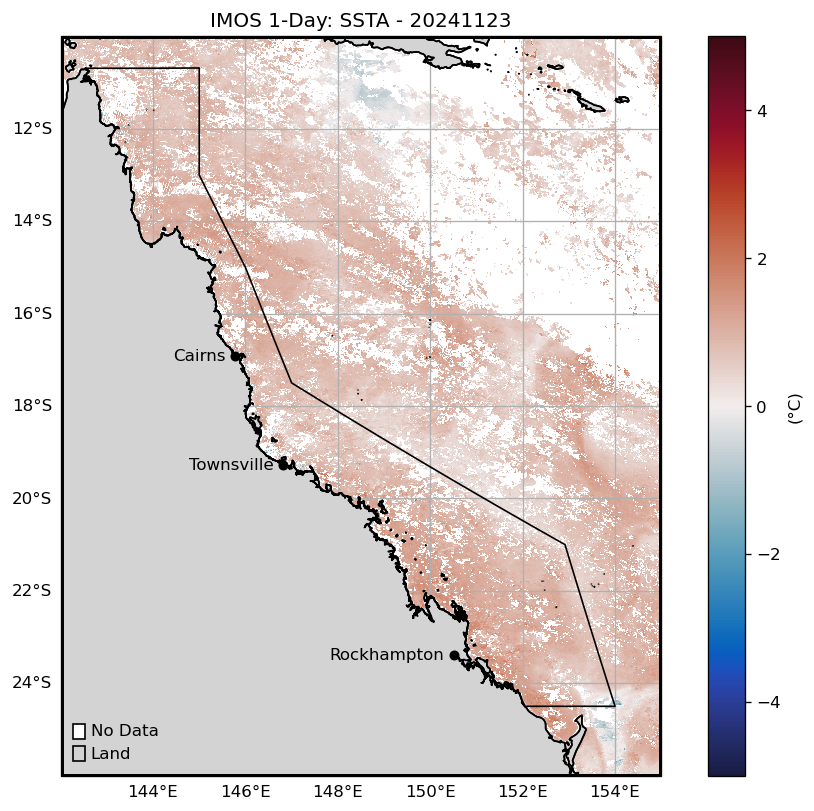 IMOS 1-Day: SSTA - 20241123
12°S
14°S
16°S
18°S
20°S
22°S
24°S
Cairns
Townsville
Rockhampton
No Data
Land
144°E 146°E 148°E 150°E 152°E 154°E
4
2
0
−2
−4
(°C)